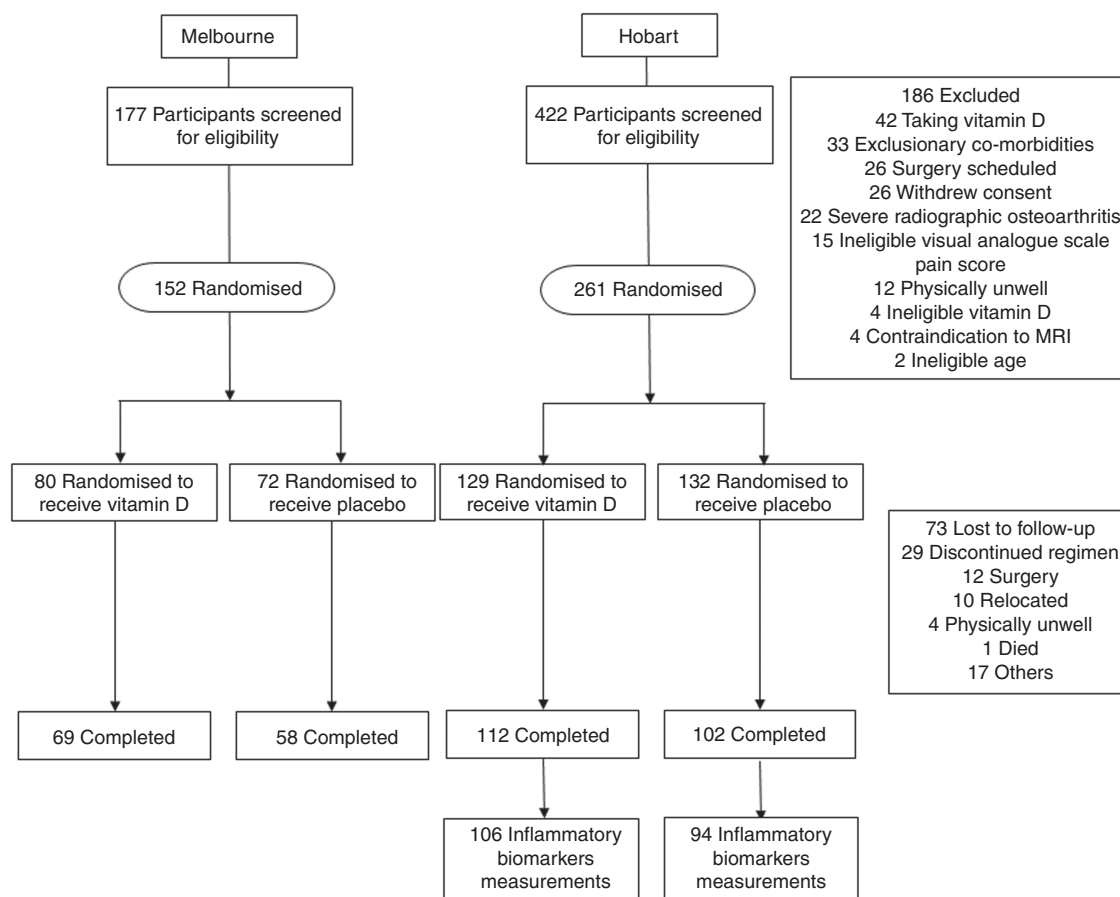 Melbourne
Hobart
177 Participants screened
for eligibility
422 Participants screened
for eligibility
186 Excluded
42 Taking vitamin D
33 Exclusionary co-morbidities
26 Surgery scheduled
26 Withdrew consent
22 Severe radiographic osteoarthritis
15 Ineligible visual analogue scale
pain score
12 Physically unwell
4 Ineligible vitamin D
4 Contraindication to MRI
2 Ineligible age
152 Randomised
261 Randomised
80 Randomised to
receive vitamin D
72 Randomised to
receive placebo
129 Randomised to
receive vitamin D
132 Randomised to
receive placebo
73 Lost to follow-up
29 Discontinued regimen
12 Surgery
10 Relocated
4 Physically unwell
1 Died
17 Others
69 Completed
58 Completed
112 Completed
102 Completed
106 Inflammatory
biomarkers
measurements
94 Inflammatory
biomarkers
measurements